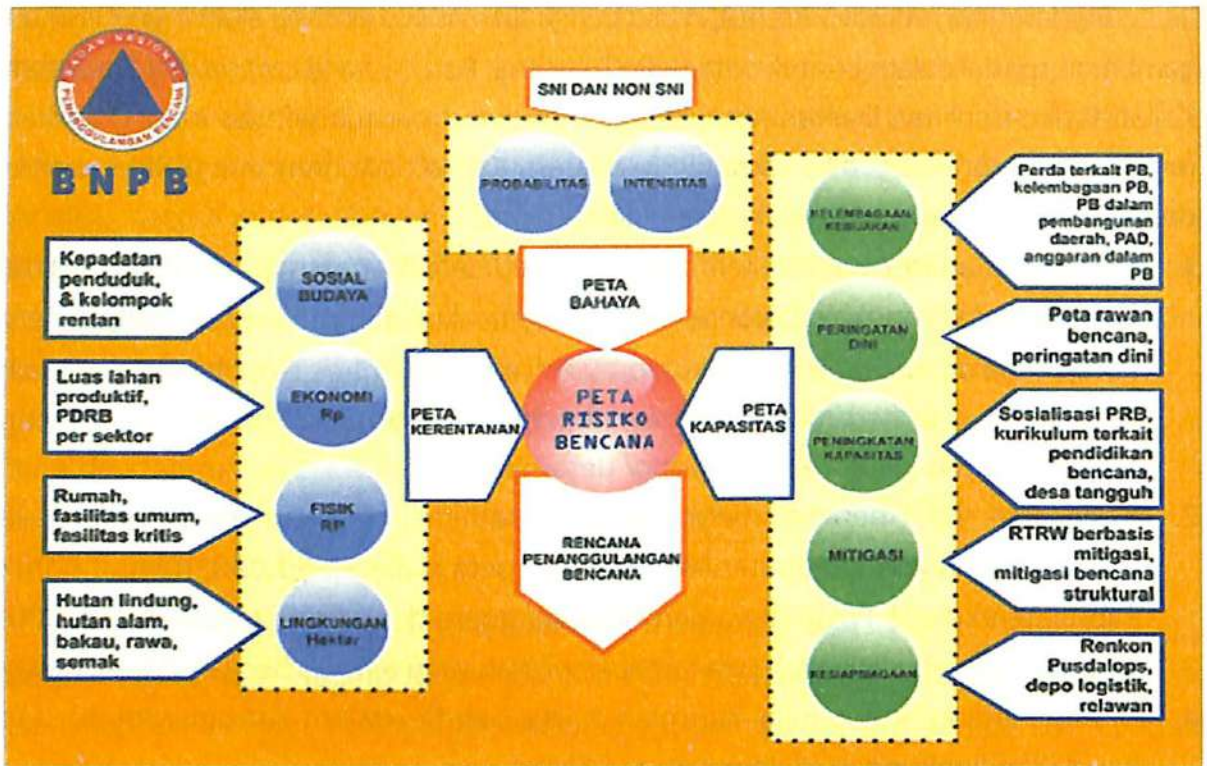 BADAN NASIONAL
PENANGGULANGAN BENCANA
BNPB
SNI DAN NON SNI
PROBABILITAS
INTENSITAS
PETA
BAHAYA
Kepadatan
penduduk,
& kelompok
rentan
Luas lahan
produktif,
PDRB
per sektor
Rumah,
fasilitas umum,
fasilitas kritis
Hutan lindung,
hutan alam,
bakau, rawa,
semak
SOSIAL
BUDAYA
EKONOMI
Rp
FISIK
RP
LINGKUNGAN
Hektar
PETA
KERENTANAN
PETA
RISIKO
BENCANA
PETA
KAPASITAS
RENCANA
PENANGGULANGAN
BENCANA
KELEMBAGAAN
KEBIJAKAN
PERINGATAN
DINI
PENINGKATAN
KAPASITAS
MITIGASI
KESIAPSIAGAAN
Perda terkait PB,
kelembagaan PB,
PB dalam
pembangunan
daerah, PAD,
anggaran dalam
PB
Peta rawan
bencana,
peringatan dini
Sosialisasi PRB,
kurikulum terkait
pendidikan
bencana,
desa tangguh
RTRW berbasis
mitigasi,
mitigasi bencana
struktural
Renkon
Pusdalops,
depo logistik,
relawan